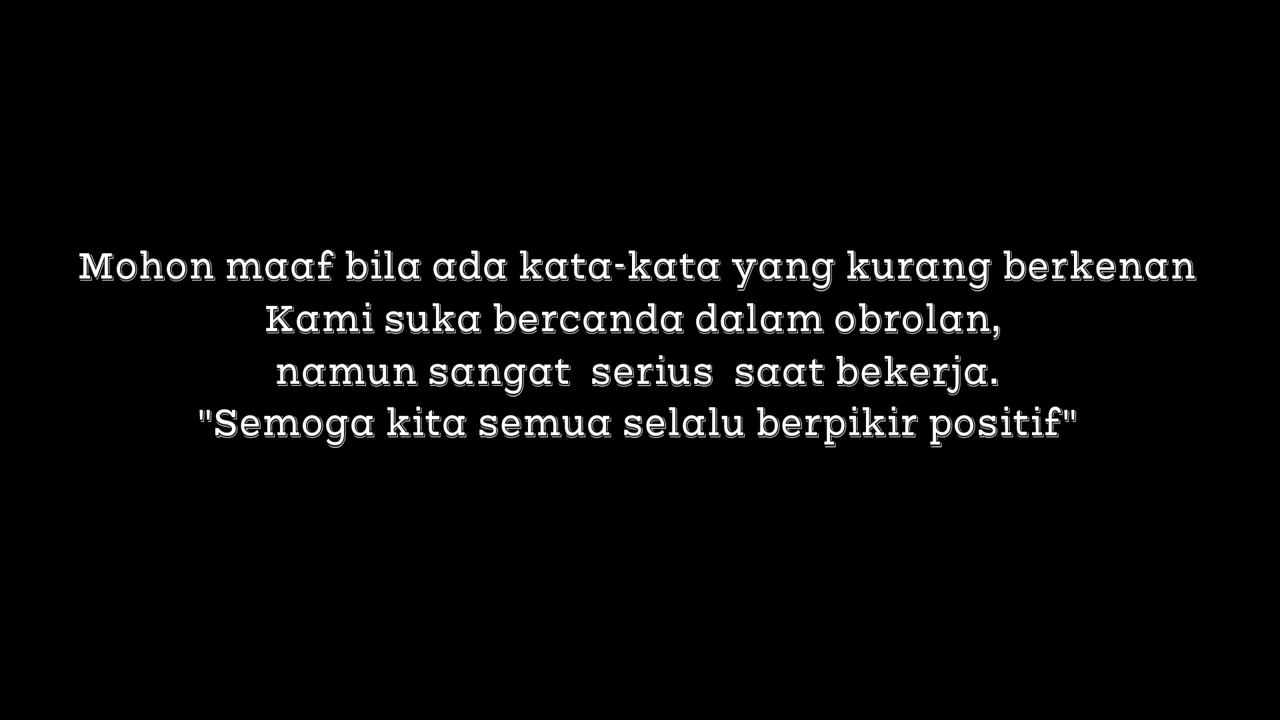 Mohon maaf bila ada kata-kata yang kurang berkenan
Kami suka bercanda dalam obrolan,
namun sangat  serius  saat bekerja.
"Semoga kita semua selalu berpikir positif"